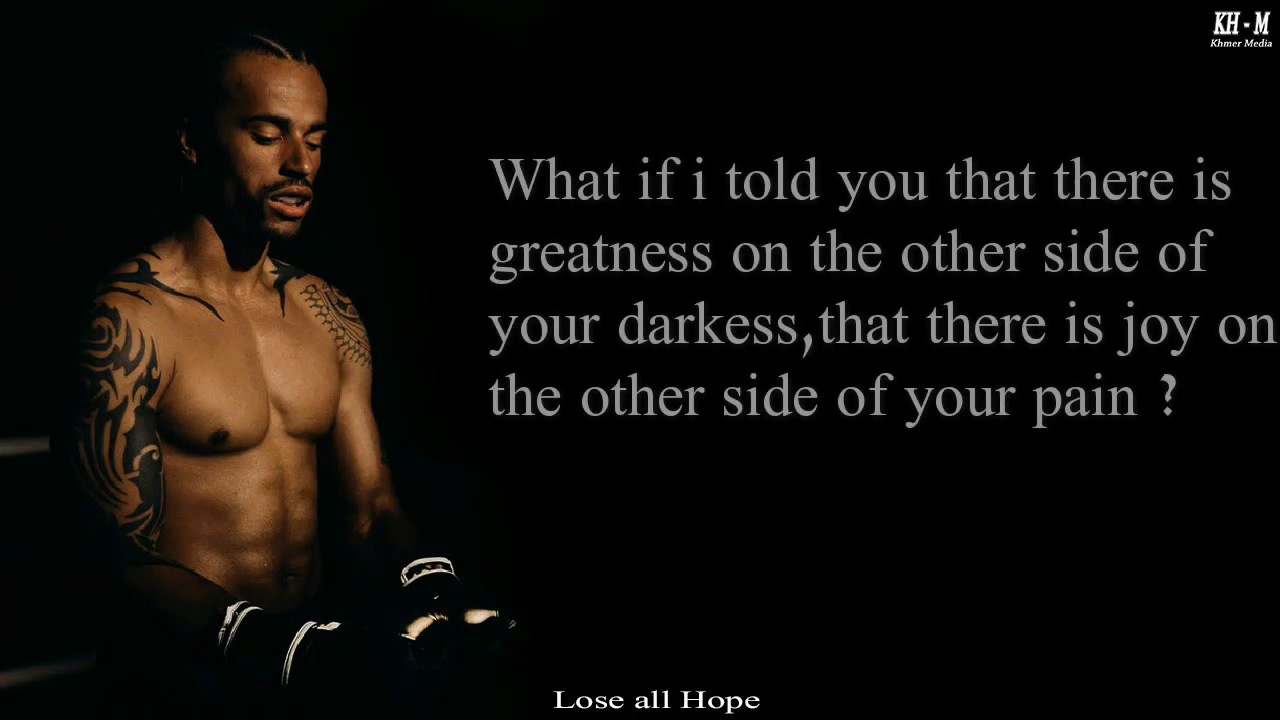 KH - M
Khmer Media
What if i told you that there is
greatness on the other side of
your darkess,that there is joy on
the other side of your pain ?
Lose all Hope